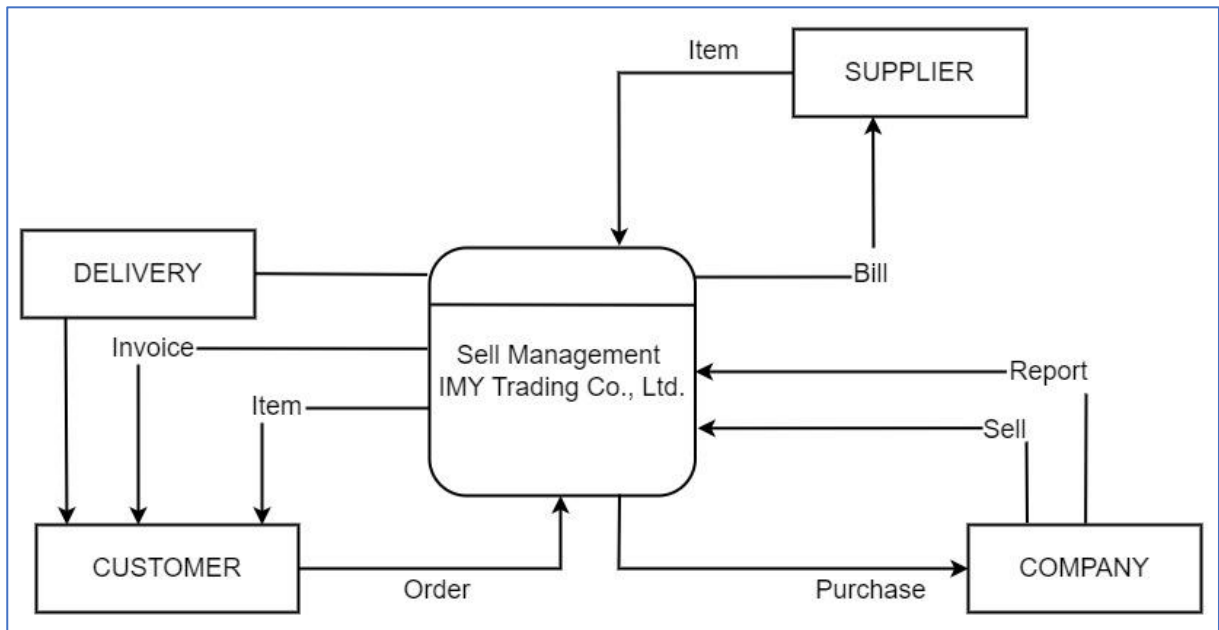 Item
SUPPLIER
DELIVERY
Bill
Invoice
Sell Management
IMY Trading Co., Ltd.
Report
Item
Sell
CUSTOMER
COMPANY
Order
Purchase